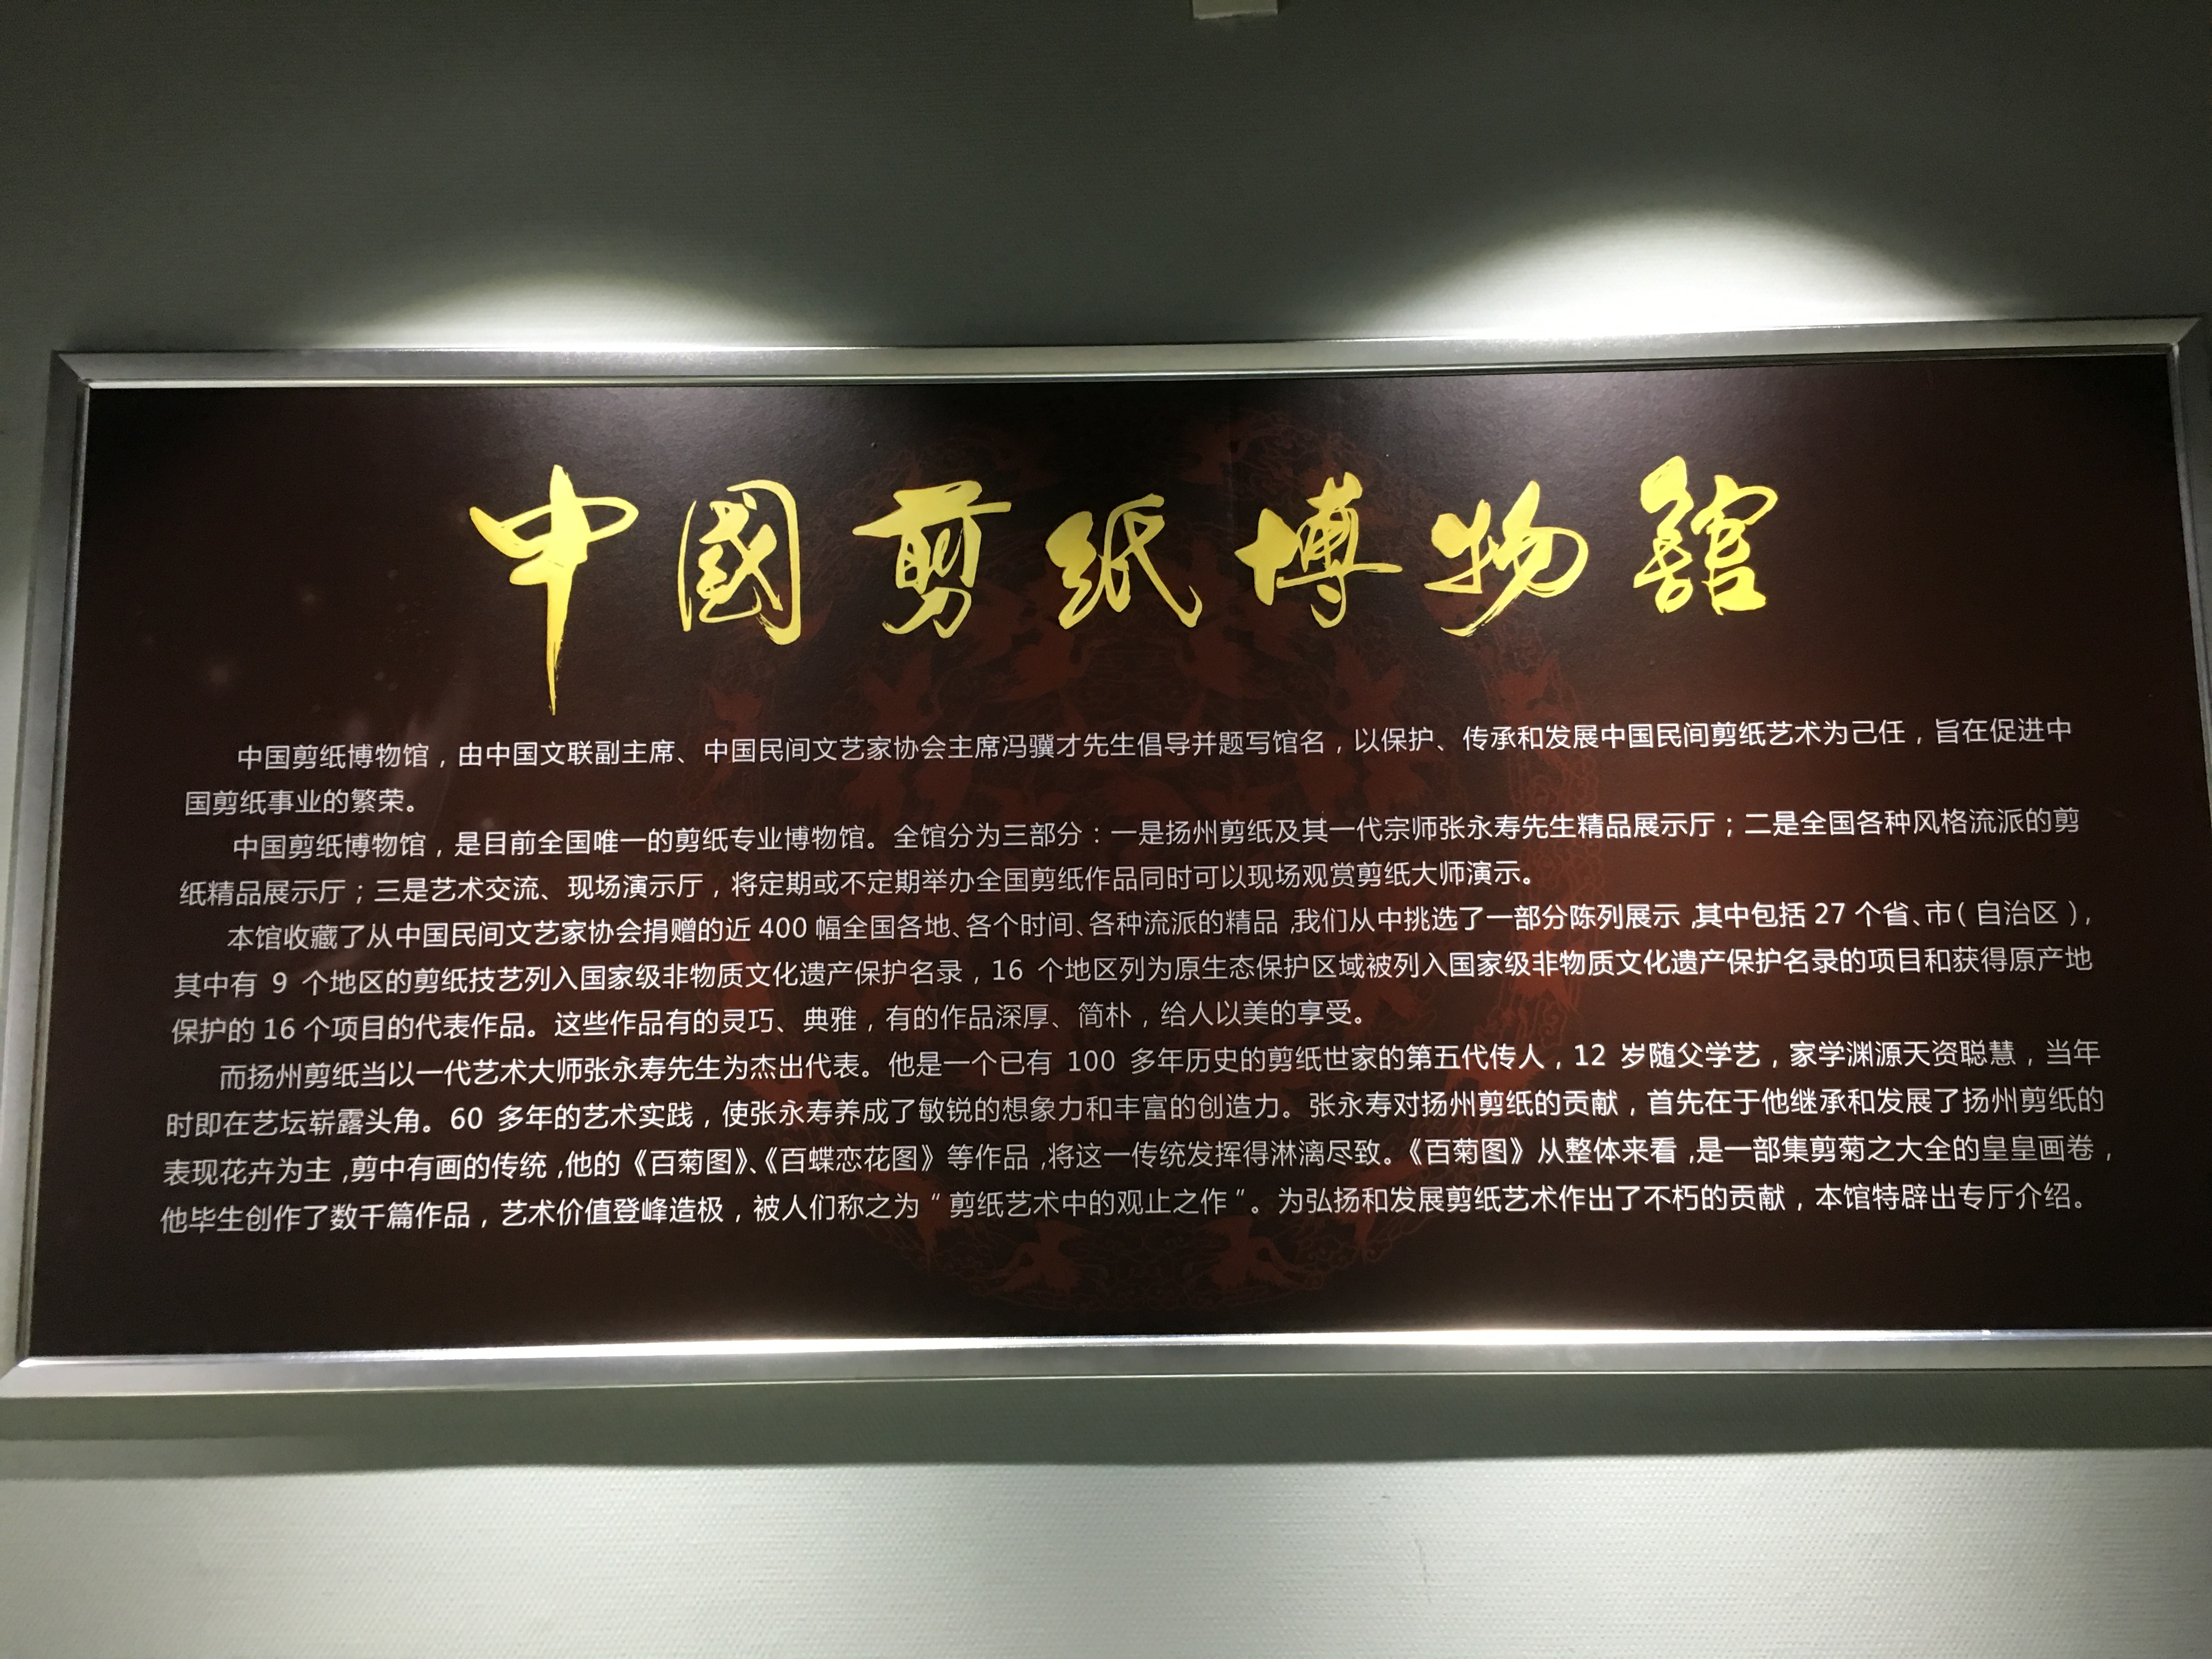 中國剪纸博物館
中国剪纸博物馆，由中国文联副主席、中国民间文艺家协会主席冯骥才先生倡导并题写馆名，以保护、传承和发展中国民间剪纸艺术为己任，旨在促进中
国剪纸事业的繁荣。
中国剪纸博物馆，是目前全国唯一的剪纸专业博物馆。全馆分为三部分：一是扬州剪纸及其一代宗师张永寿先生精品展示厅；二是全国各种风格流派的剪
纸精品展示厅；三是艺术交流、现场演示厅，将定期或不定期举办全国剪纸作品同时可以现场观赏剪纸大师演示。
本馆收藏了从中国民间文艺家协会捐赠的近 400 幅全国各地、各个时间、各种流派的精品，我们从中挑选了一部分陈列展示，其中包括 27 个省、市（自治区），
其中有 9 个地区的剪纸技艺列入国家级非物质文化遗产保护名录，16 个地区列为原生态保护区域被列入国家级非物质文化遗产保护名录的项目和获得原产地
保护的 16 个项目的代表作品。这些作品有的灵巧、典雅，有的作品深厚、简朴，给人以美的享受。
而扬州剪纸当以一代艺术大师张永寿先生为杰出代表。他是一个已有 100 多年历史的剪纸世家的第五代传人，12 岁随父学艺，家学渊源天资聪慧，当年
时即在艺坛崭露头角。60 多年的艺术实践，使张永寿养成了敏锐的想象力和丰富的创造力。张永寿对扬州剪纸的贡献，首先在于他继承和发展了扬州剪纸的
表现花卉为主，剪中有画的传统，他的《百菊图》、《百蝶恋花图》等作品，将这一传统发挥得淋漓尽致。《百菊图》从整体来看，是一部集剪菊之大全的皇皇画卷，
他毕生创作了数千篇作品，艺术价值登峰造极，被人们称之为“剪纸艺术中的观止之作”。为弘扬和发展剪纸艺术作出了不朽的贡献，本馆特辟出专厅介绍。